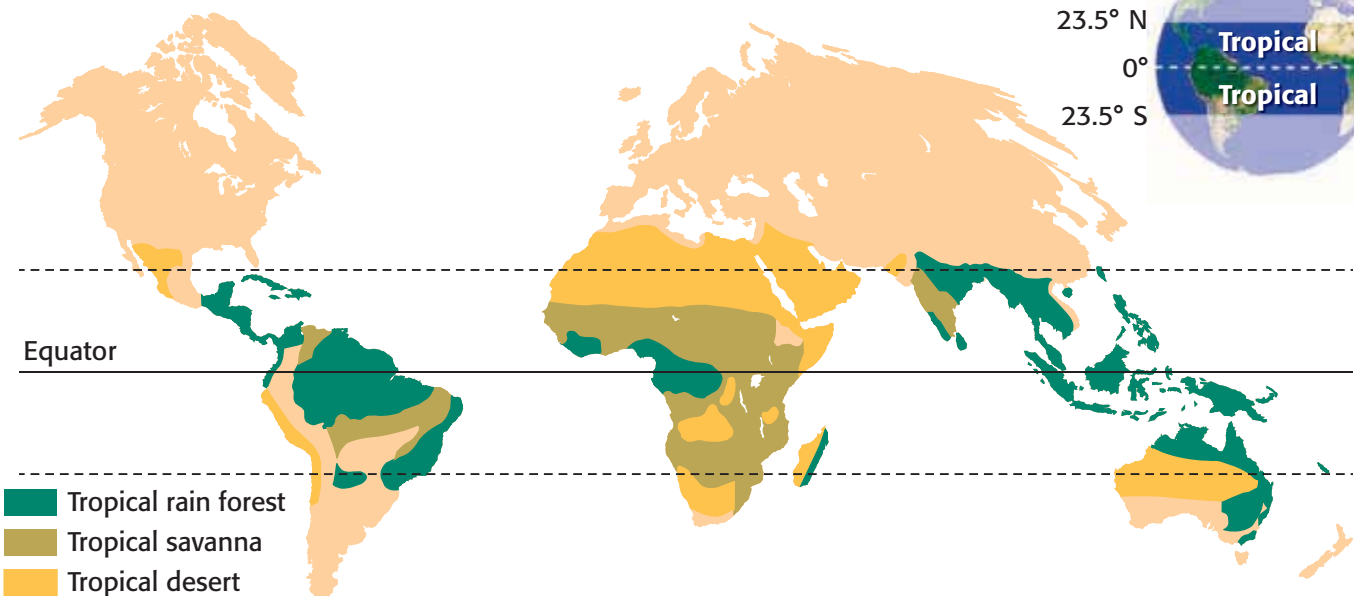 23.5° N
Tropical
0°
Tropical
23.5° S
Equator
Tropical rain forest
Tropical savanna
Tropical desert